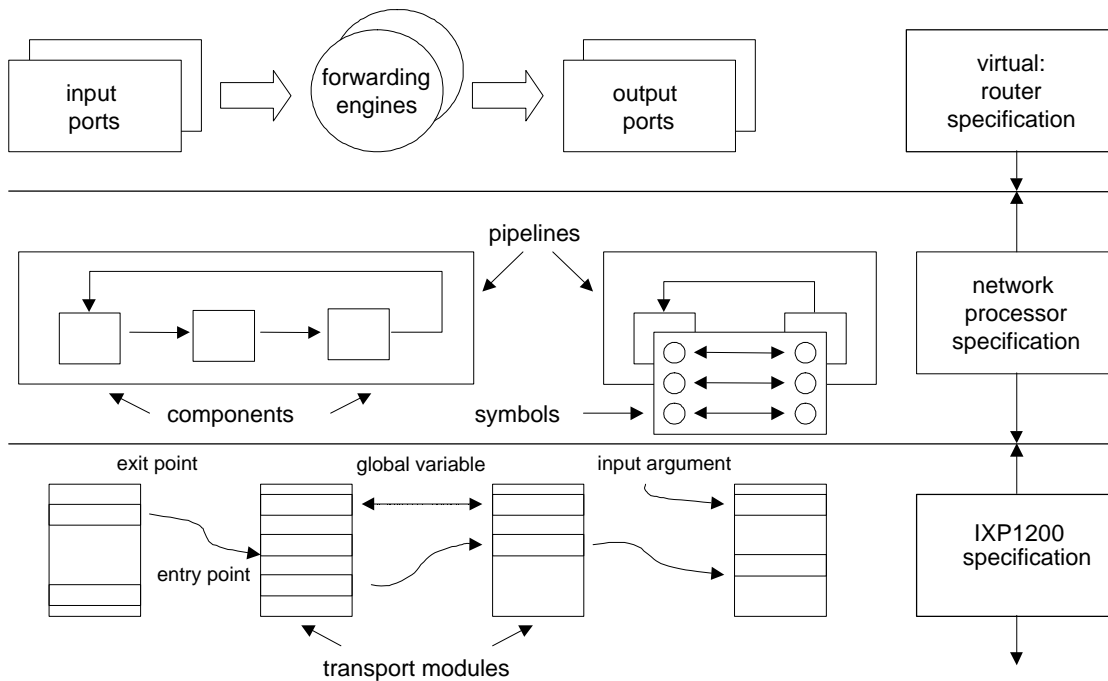 input
ports
forwarding
engines
output
ports
virtual:
router
specification
pipelines
network
processor
specification
components
symbols
exit point
global variable
input argument
entry point
IXP1200
specification
transport modules